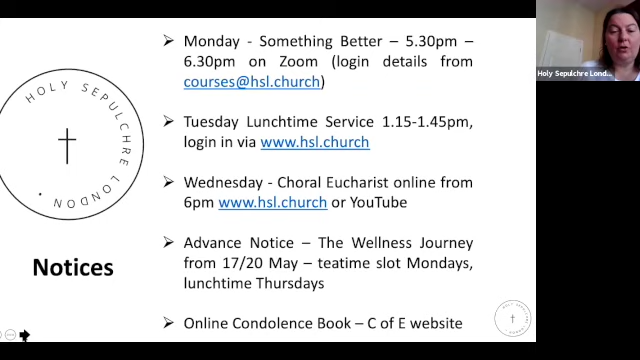 Monday - Something Better – 5.30pm –
6.30pm on Zoom (login details from
courses@hsl.church)
Tuesday Lunchtime Service 1.15-1.45pm,
login in via www.hsl.church
Wednesday - Choral Eucharist online from
6pm www.hsl.church or YouTube
Advance Notice – The Wellness Journey
from 17/20 May – teatime slot Mondays,
lunchtime Thursdays
Online Condolence Book – C of E website
HOLY SEPULCHRE LONDON •
Notices
Holy Sepulchre Lond...